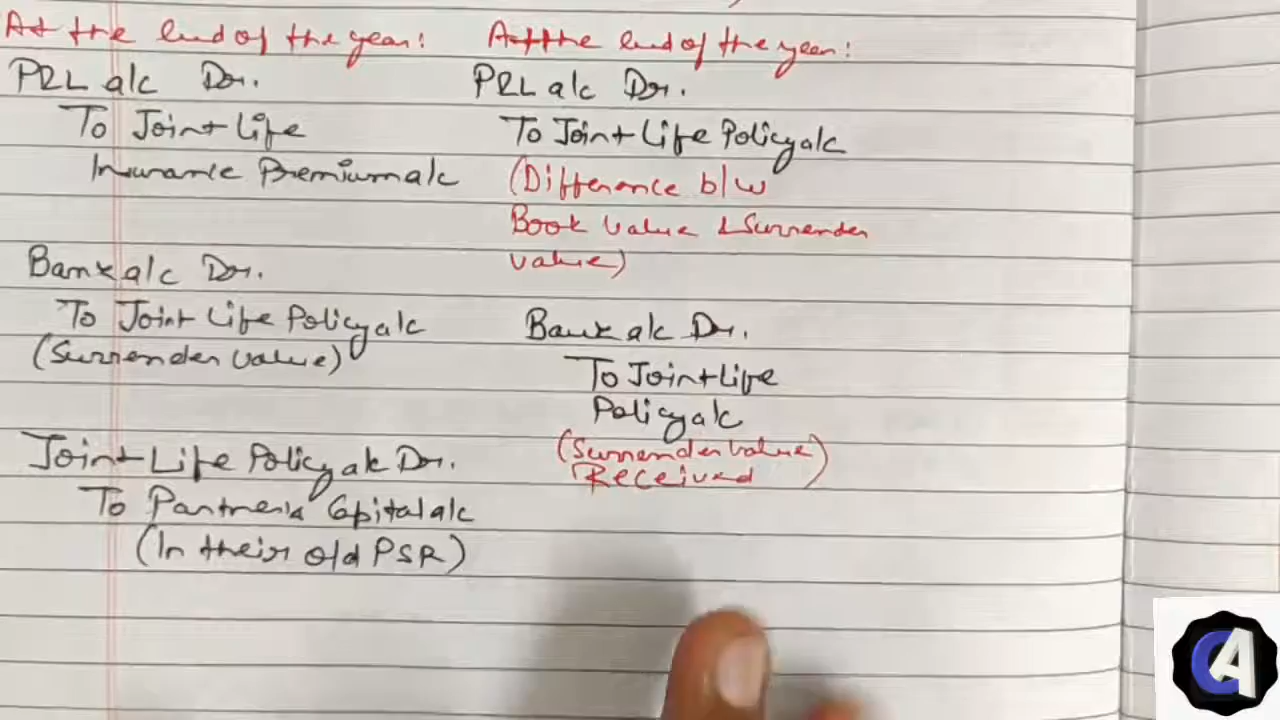 At the end of the year:
P&L a/c Dr.
To Joint Life
Insurance Premium a/c
Bank a/c Dr.
To Joint Life Policy a/c
(Surrender value)
Joint Life Policy a/c Dr.
To Partners Capital a/c
(In their old PSR)
At the end of the year:
P&L a/c Dr.
To Joint Life Policy a/c
(Difference b/w
Book value & Surrender
value)
Bank a/c Dr.
To Joint Life
Policy a/c
(Surrender value)
Received
CA